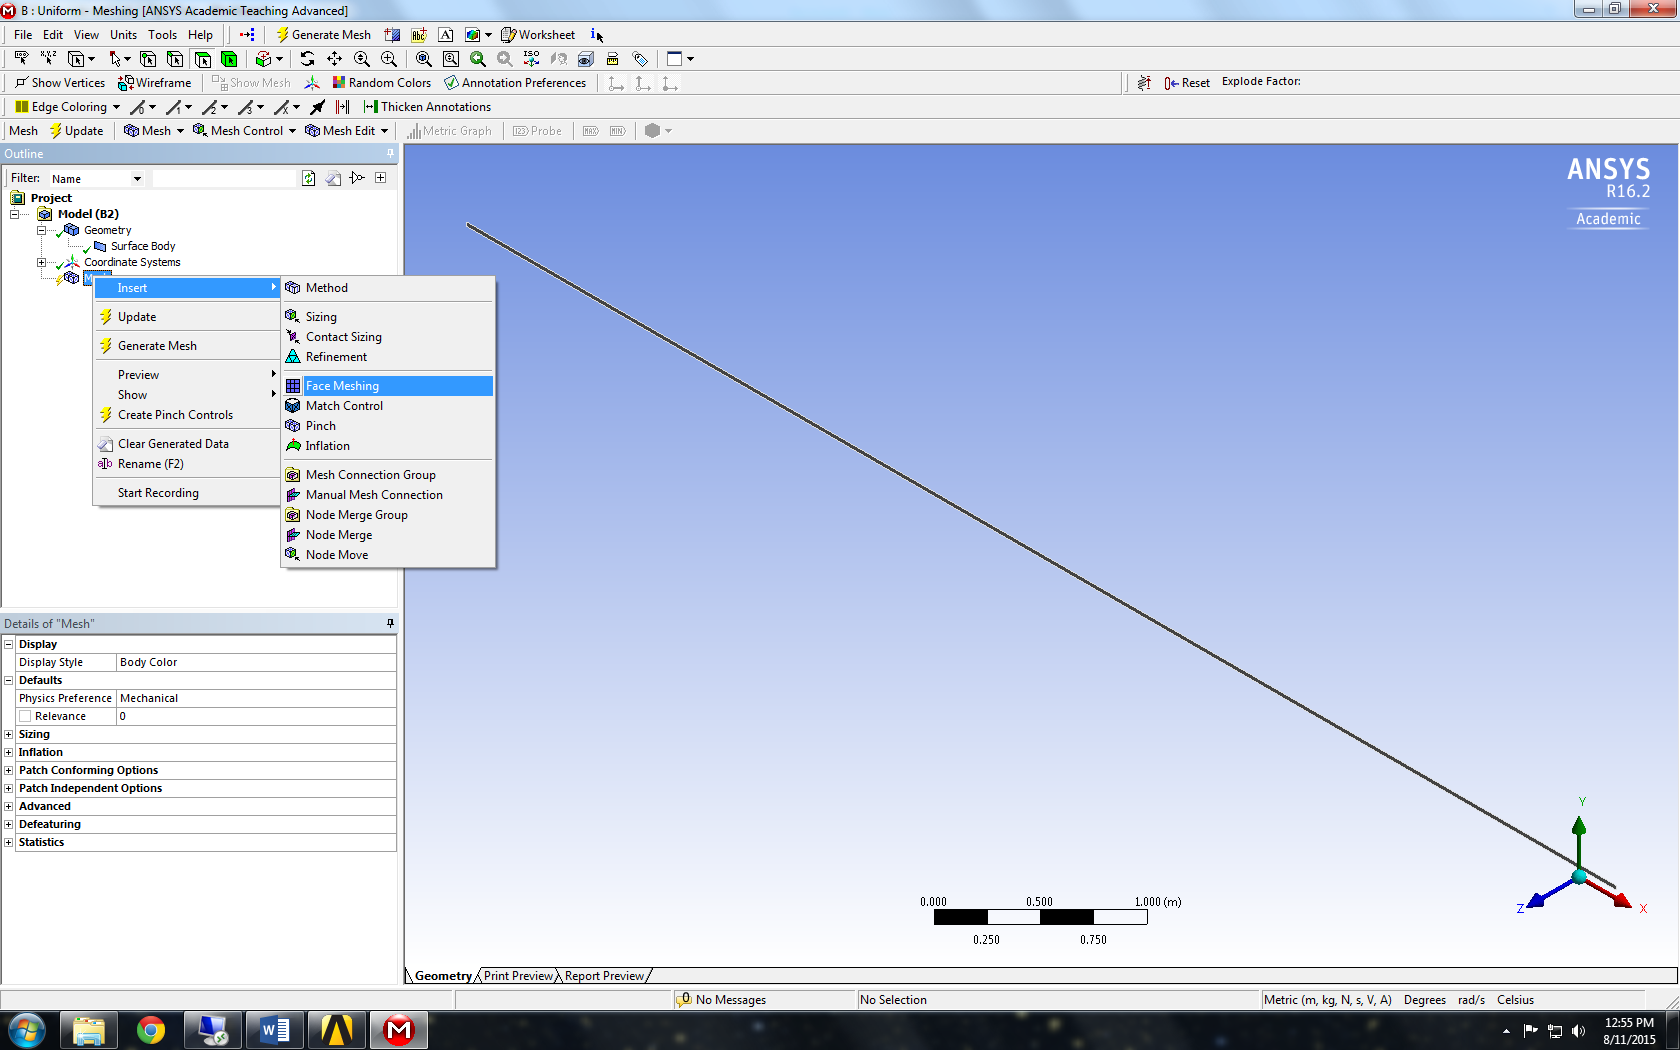 B : Uniform - Meshing [ANSYS Academic Teaching Advanced]
File Edit View Units Tools Help Generate Mesh Worksheet
Show Vertices Wireframe Show Mesh Random Colors Annotation Preferences Reset Explode Factor:
Edge Coloring Thicken Annotations
Mesh Update Mesh Mesh Control Mesh Edit Metric Graph Probe MAX MIN
Outline
Filter: Name
Project
Model (B2)
Geometry
Surface Body
Coordinate Systems
Insert
Update
Generate Mesh
Preview
Show
Create Pinch Controls
Clear Generated Data
Rename (F2)
Start Recording
Method
Sizing
Contact Sizing
Refinement
Face Meshing
Match Control
Pinch
Inflation
Mesh Connection Group
Manual Mesh Connection
Node Merge Group
Node Merge
Node Move
Details of "Mesh"
Display
Display Style Body Color
Defaults
Physics Preference Mechanical
Relevance 0
Sizing
Inflation
Patch Conforming Options
Patch Independent Options
Advanced
Defeaturing
Statistics
ANSYS
R16.2
Academic
Y
Z
X
0.000 0.500 1.000 (m)
0.250 0.750
Geometry Print Preview Report Preview
0 No Messages No Selection Metric (m, kg, N, s, V, A) Degrees rad/s Celsius
12:55 PM
8/11/2015